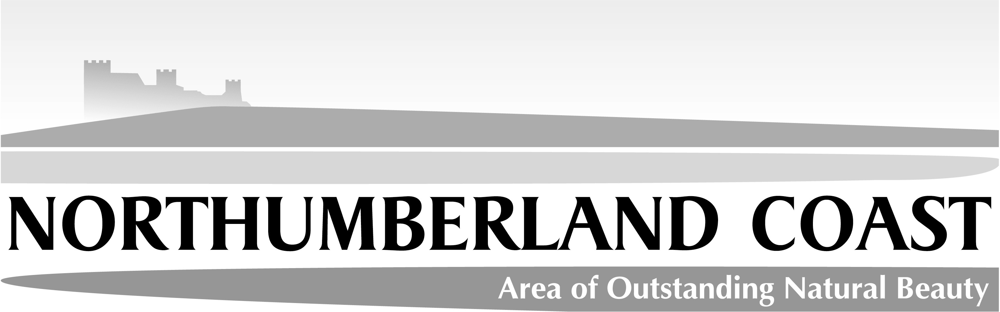 NORTHUMBERLAND COAST
Area of Outstanding Natural Beauty